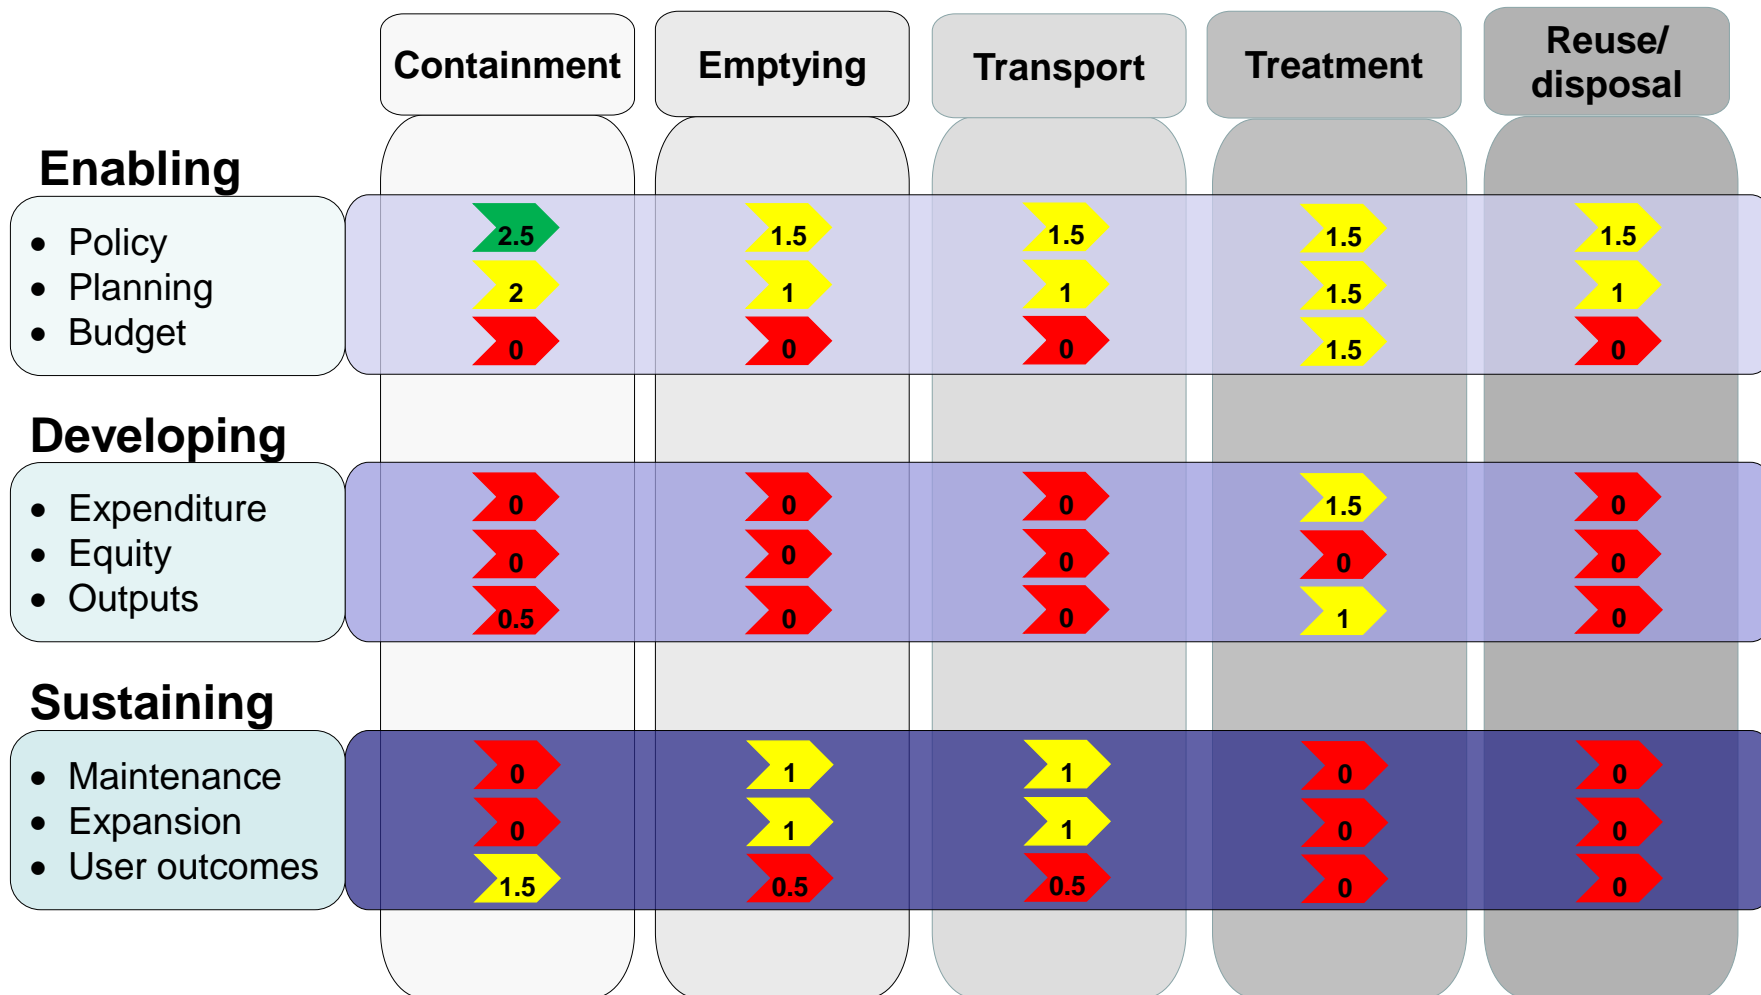 Containment Emptying Transport Treatment Reuse/
disposal
Enabling
• Policy 2.5 1.5 1.5 1.5 1.5
• Planning 2 1 1 1.5 1
• Budget 0 0 0 1.5 0
Developing
• Expenditure 0 0 0 1.5 0
• Equity 0 0 0 0 0
• Outputs 0.5 0 0 1 0
Sustaining
• Maintenance 0 1 1 0 0
• Expansion 0 1 1 0 0
• User outcomes 1.5 0.5 0.5 0 0